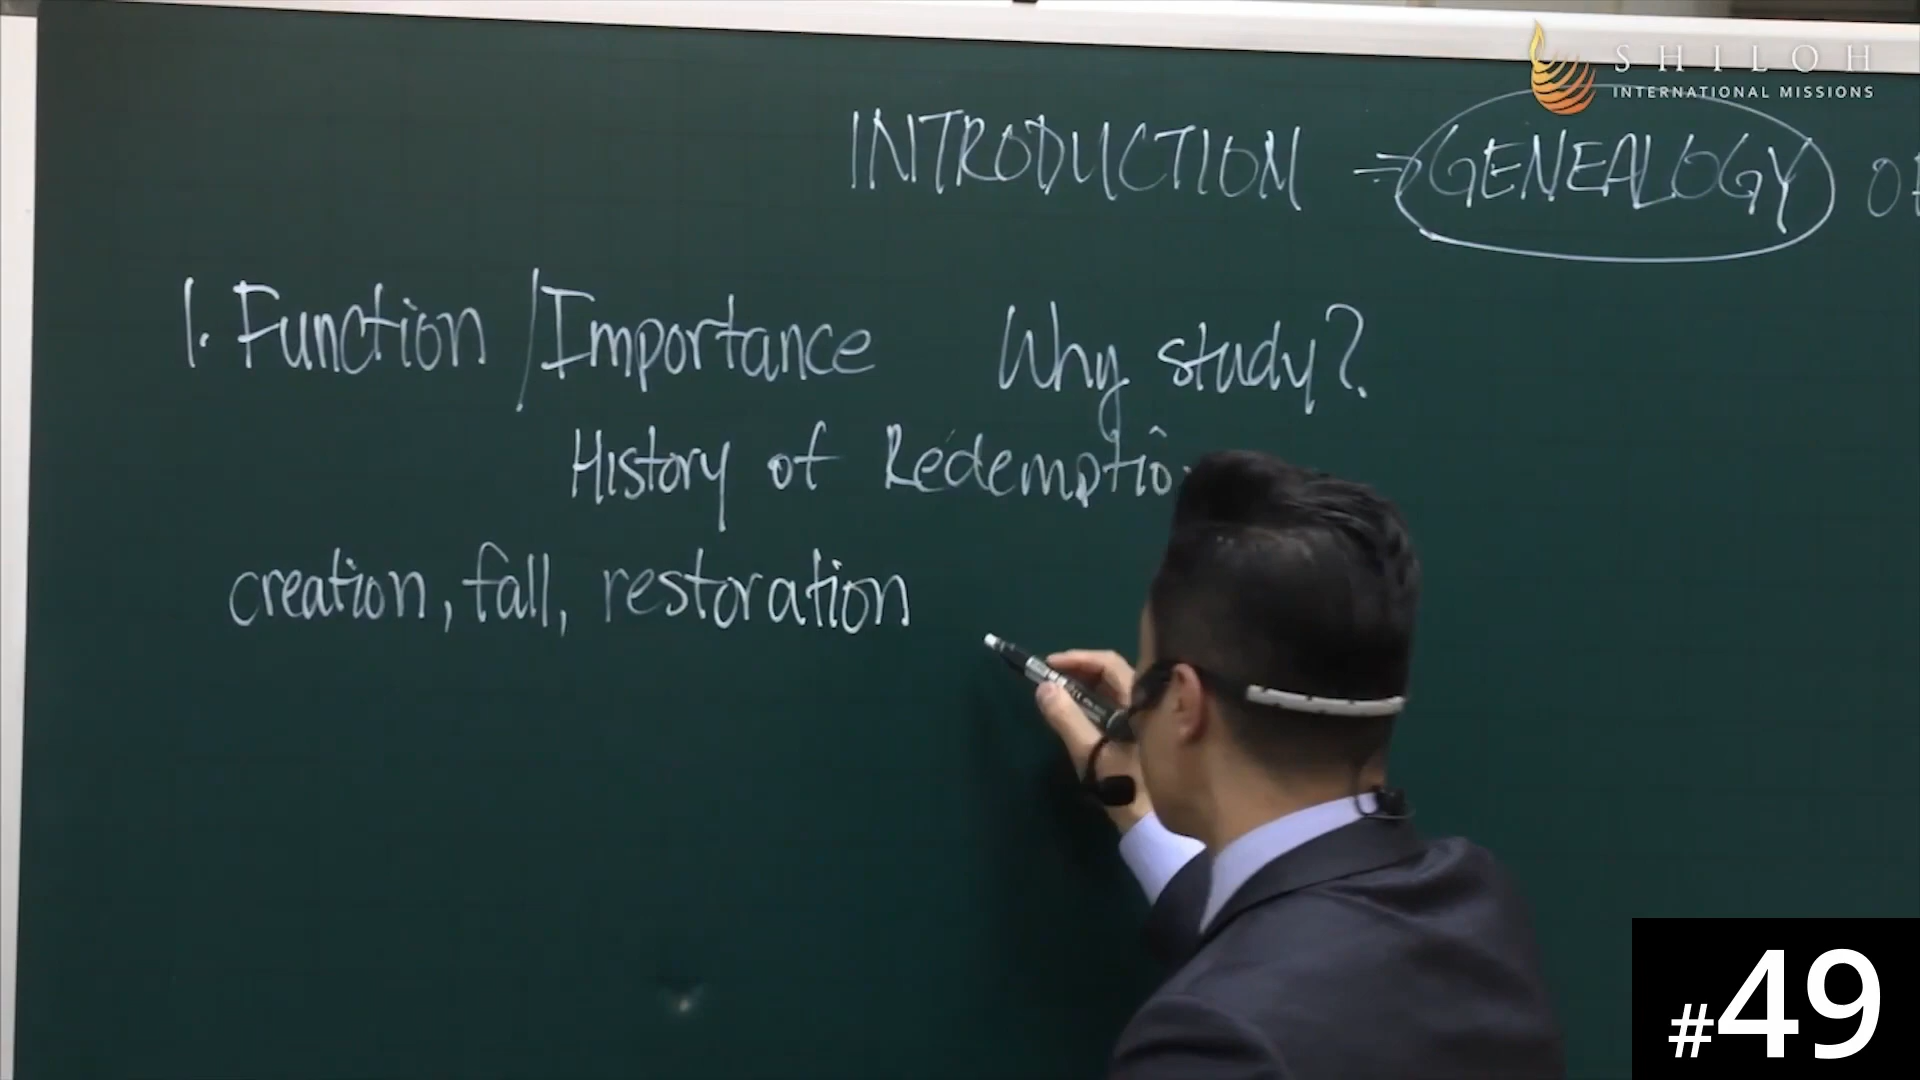 SHILOH
INTERNATIONAL MISSIONS
INTRODUCTION ⇒ GENEALOGY
1. Function / Importance Why study?
History of
creation, fall, restoration
#49